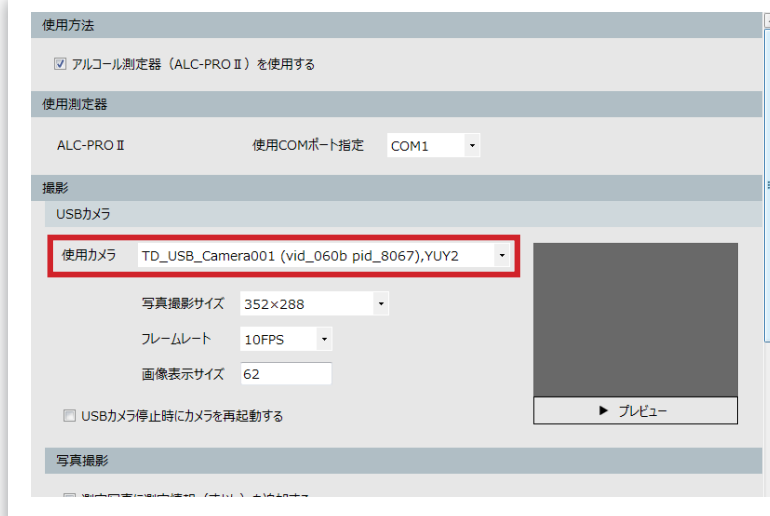 使用方法
アルコール測定器（ALC-PROⅡ）を使用する
使用測定器
ALC-PROⅡ 使用COMポート指定 COM1
撮影
USBカメラ
使用カメラ TD_USB_Camera001 (vid_060b pid_8067),YUY2
写真撮影サイズ 352×288
フレームレート 10FPS
画像表示サイズ 62
USBカメラ停止時にカメラを再起動する
▶ プレビュー
写真撮影